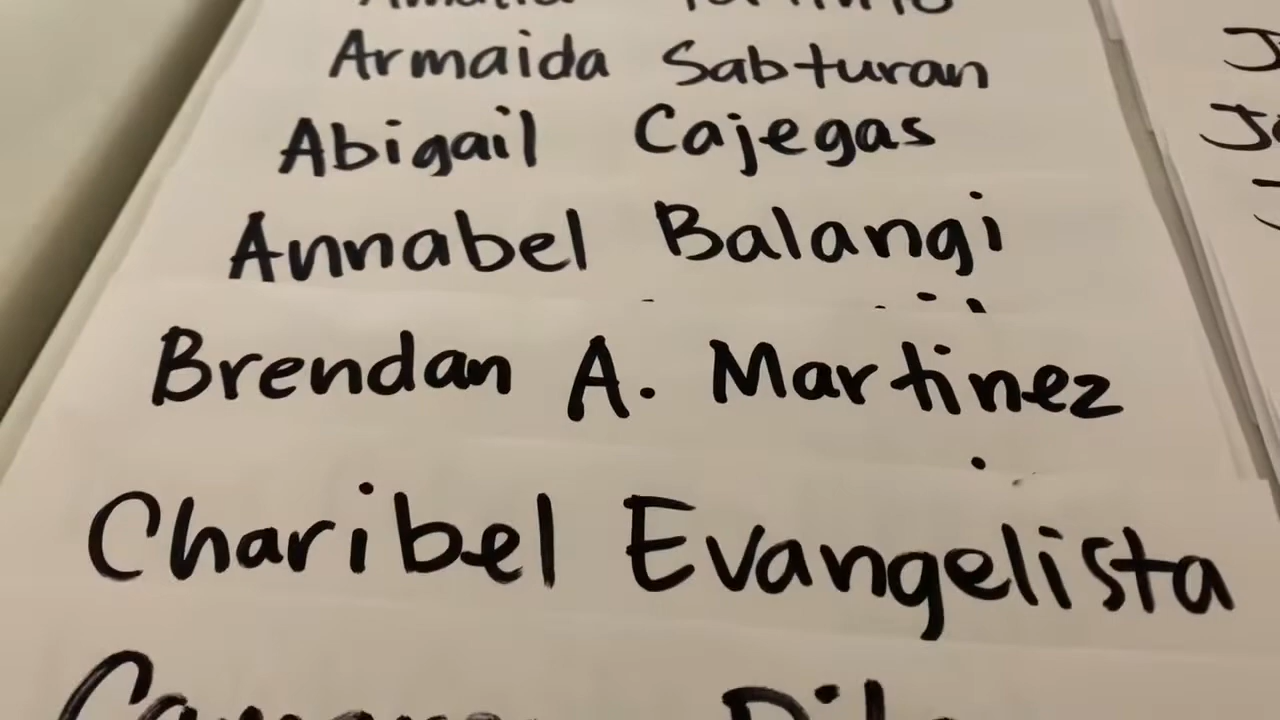 Armaida Sabturan
Abigail Cajegas
Annabel Balangi
Brendan A. Martinez
Charibel Evangelista